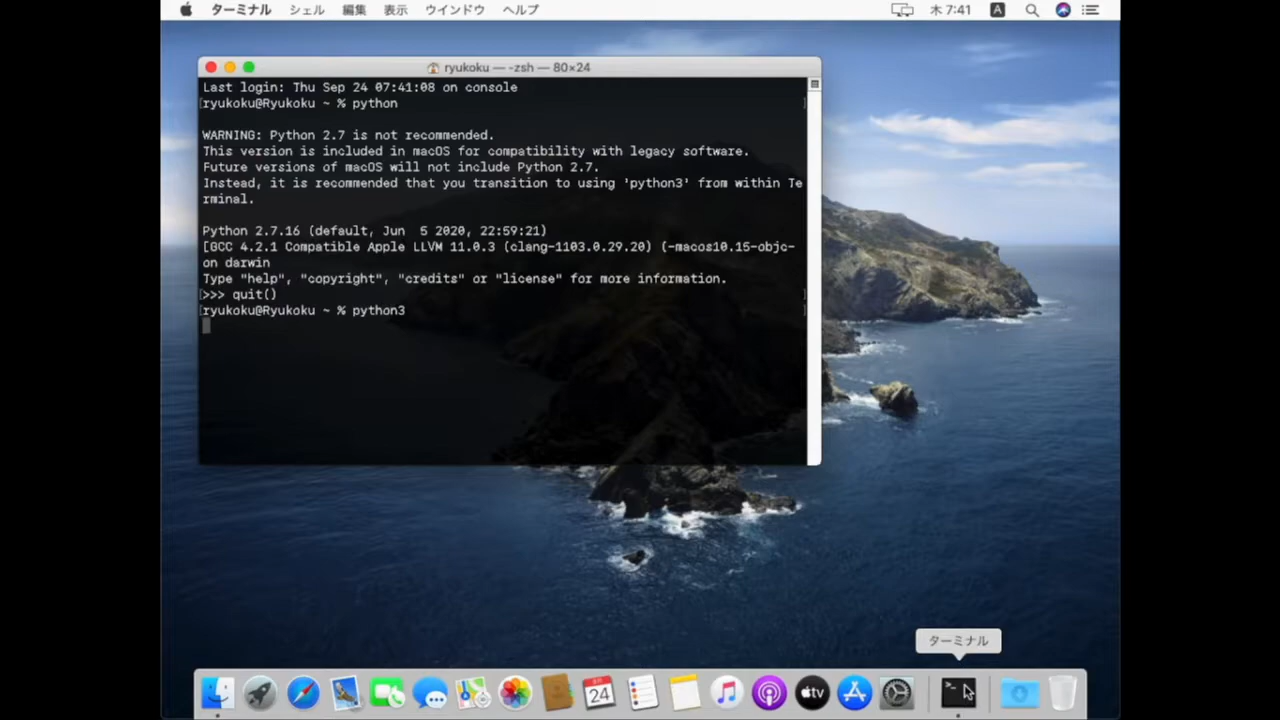 ターミナル シェル 編集 表示 ウインドウ ヘルプ 木 7:41 A
ryukoku — -zsh — 80×24
Last login: Thu Sep 24 07:41:08 on console
[ryukoku@Ryukoku ~ % python ]
WARNING: Python 2.7 is not recommended.
This version is included in macOS for compatibility with legacy software.
Future versions of macOS will not include Python 2.7.
Instead, it is recommended that you transition to using 'python3' from within Te
rminal.
Python 2.7.16 (default, Jun  5 2020, 22:59:21)
[GCC 4.2.1 Compatible Apple LLVM 11.0.3 (clang-1103.0.29.20) (-macos10.15-objc-
on darwin
Type "help", "copyright", "credits" or "license" for more information.
[>>> quit() ]
[ryukoku@Ryukoku ~ % python3 ]
ターミナル
24
tv